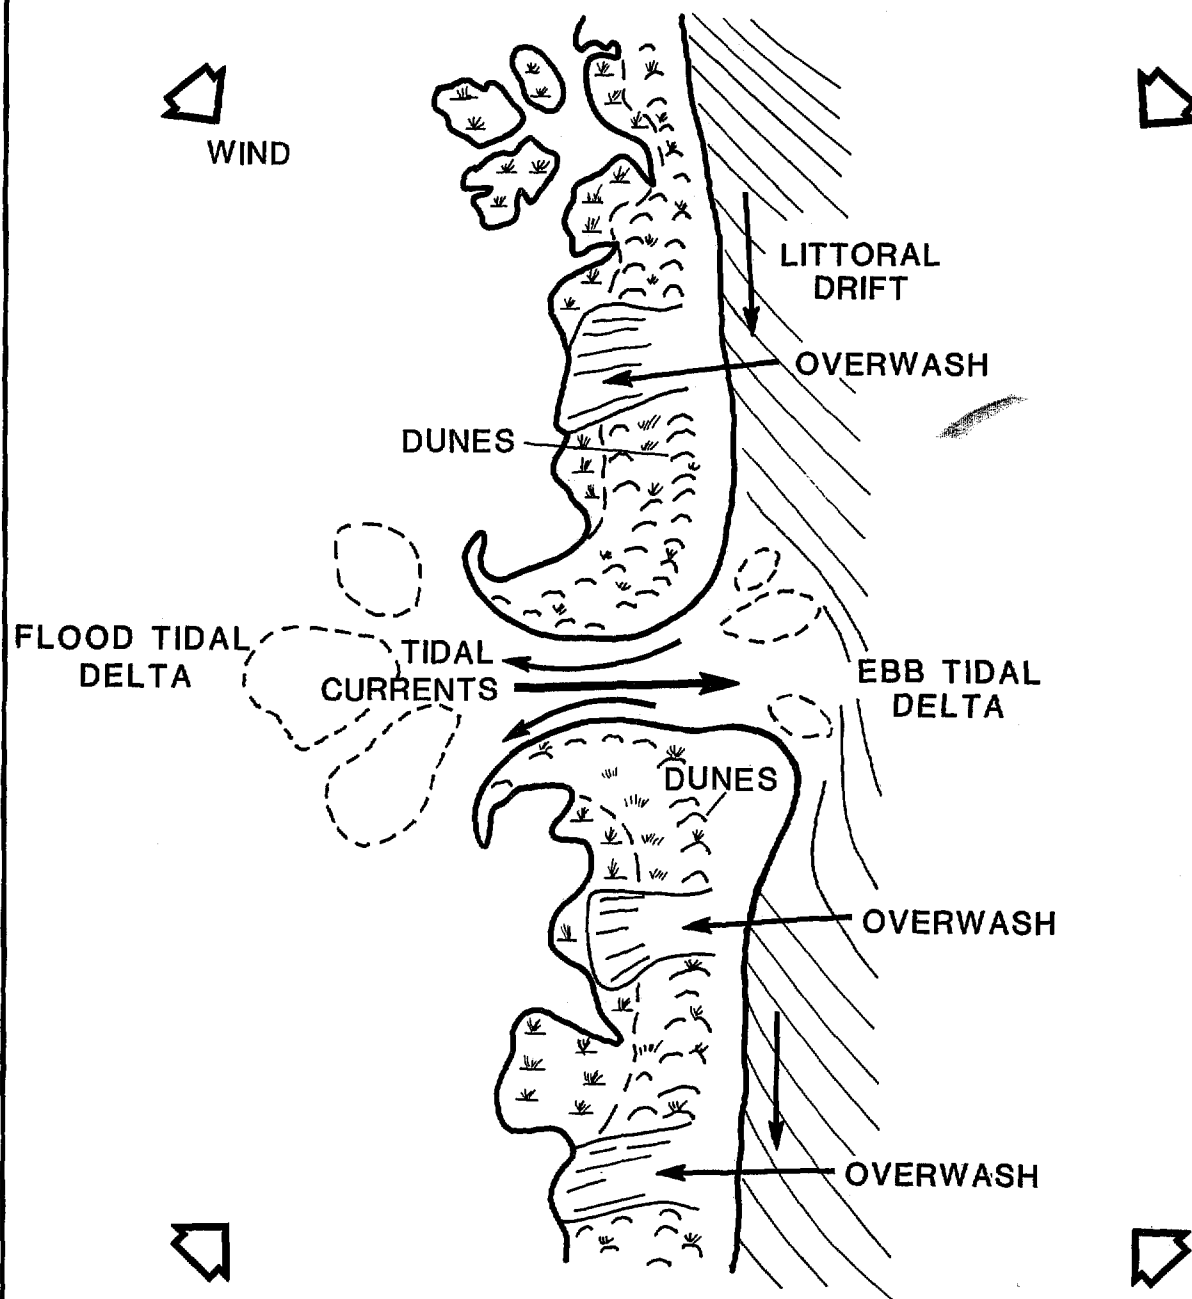 WIND
LITTORAL
DRIFT
OVERWASH
DUNES
FLOOD TIDAL
DELTA
TIDAL
CURRENTS
EBB TIDAL
DELTA
DUNES
OVERWASH
OVERWASH